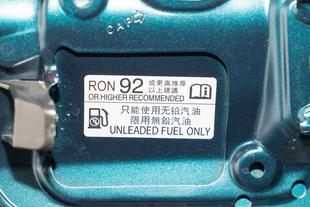 CAP→
RON 92 或更高推荐
以上建議
OR HIGHER RECOMMENDED
只能使用无铅汽油
限用無鉛汽油
UNLEADED FUEL ONLY